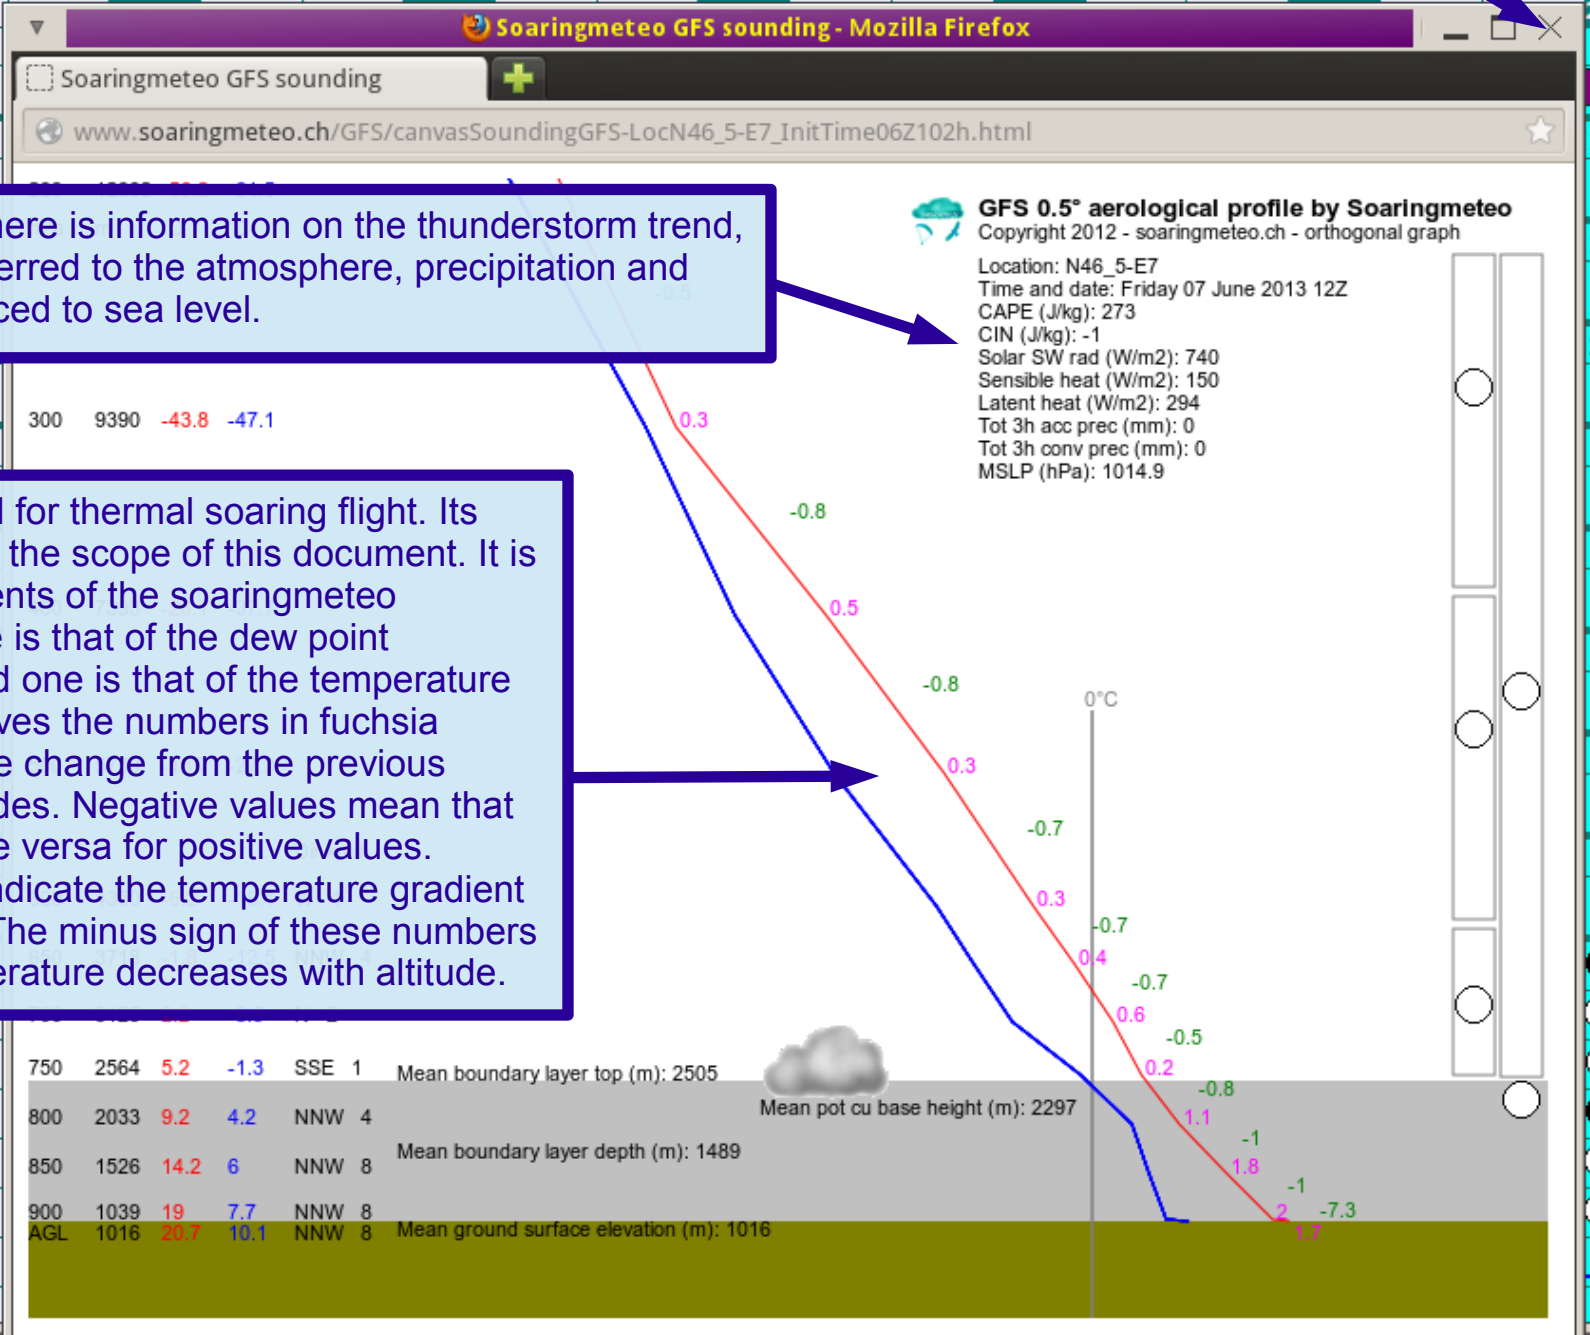 Soaringmeteo GFS sounding - Mozilla Firefox
Soaringmeteo GFS sounding
www.soaringmeteo.ch/GFS/canvasSoundingGFS-LocN46_5-E7_InitTime06Z102h.html
here is information on the thunderstorm trend,
erred to the atmosphere, precipitation and
ced to sea level.
GFS 0.5° aerological profile by Soaringmeteo
Copyright 2012 - soaringmeteo.ch - orthogonal graph
Location: N46_5-E7
Time and date: Friday 07 June 2013 12Z
CAPE (J/kg): 273
CIN (J/kg): -1
Solar SW rad (W/m2): 740
Sensible heat (W/m2): 150
Latent heat (W/m2): 294
Tot 3h acc prec (mm): 0
Tot 3h conv prec (mm): 0
MSLP (hPa): 1014.9
-0.5
300 9390 -43.8 -47.1
0.3
-0.8
for thermal soaring flight. Its
the scope of this document. It is
ents of the soaringmeteo
e is that of the dew point
d one is that of the temperature
ves the numbers in fuchsia
e change from the previous
des. Negative values mean that
e versa for positive values.
ndicate the temperature gradient
The minus sign of these numbers
erature decreases with altitude.
0.5
-0.8
0°C
0.3
-0.7
0.3
-0.7
0.4
-0.7
0.6
-0.5
0.2
-0.8
1.1
-1
1.8
-1
2
-7.3
1.7
750 2564 5.2 -1.3 SSE 1
Mean boundary layer top (m): 2505
Mean pot cu base height (m): 2297
800 2033 9.2 4.2 NNW 4
Mean boundary layer depth (m): 1489
850 1526 14.2 6 NNW 8
900 1039 19 7.7 NNW 8
AGL 1016 20.7 10.1 NNW 8
Mean ground surface elevation (m): 1016